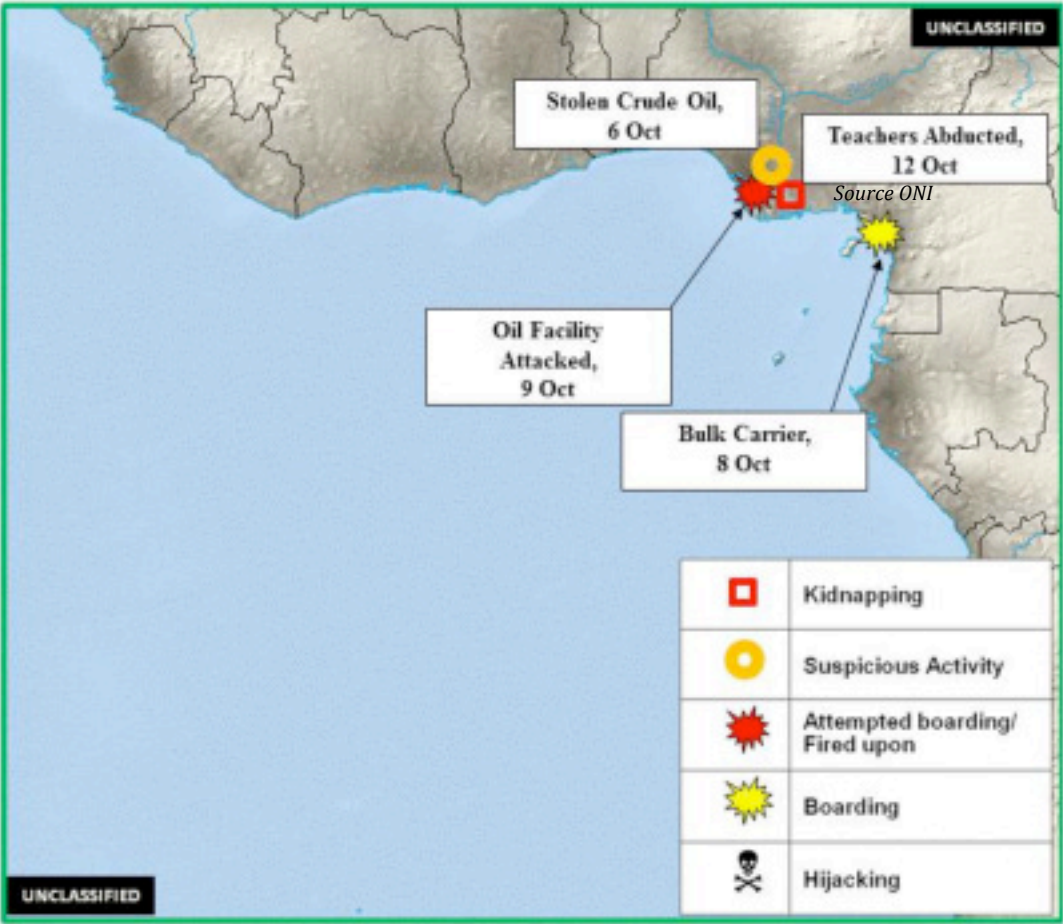 UNCLASSIFIED
Stolen Crude Oil,
6 Oct
Teachers Abducted,
12 Oct
Source ONI
Oil Facility
Attacked,
9 Oct
Bulk Carrier,
8 Oct
Kidnapping
Suspicious Activity
Attempted boarding/
Fired upon
Boarding
Hijacking
UNCLASSIFIED